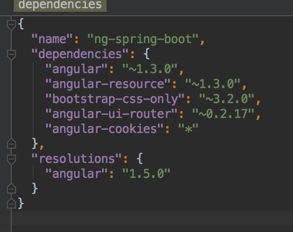 dependencies
{
"name": "ng-spring-boot",
"dependencies": {
"angular": "~1.3.0",
"angular-resource": "~1.3.0",
"bootstrap-css-only": "~3.2.0",
"angular-ui-router": "~0.2.17",
"angular-cookies": "*"
},
"resolutions": {
"angular": "1.5.0"
}
}